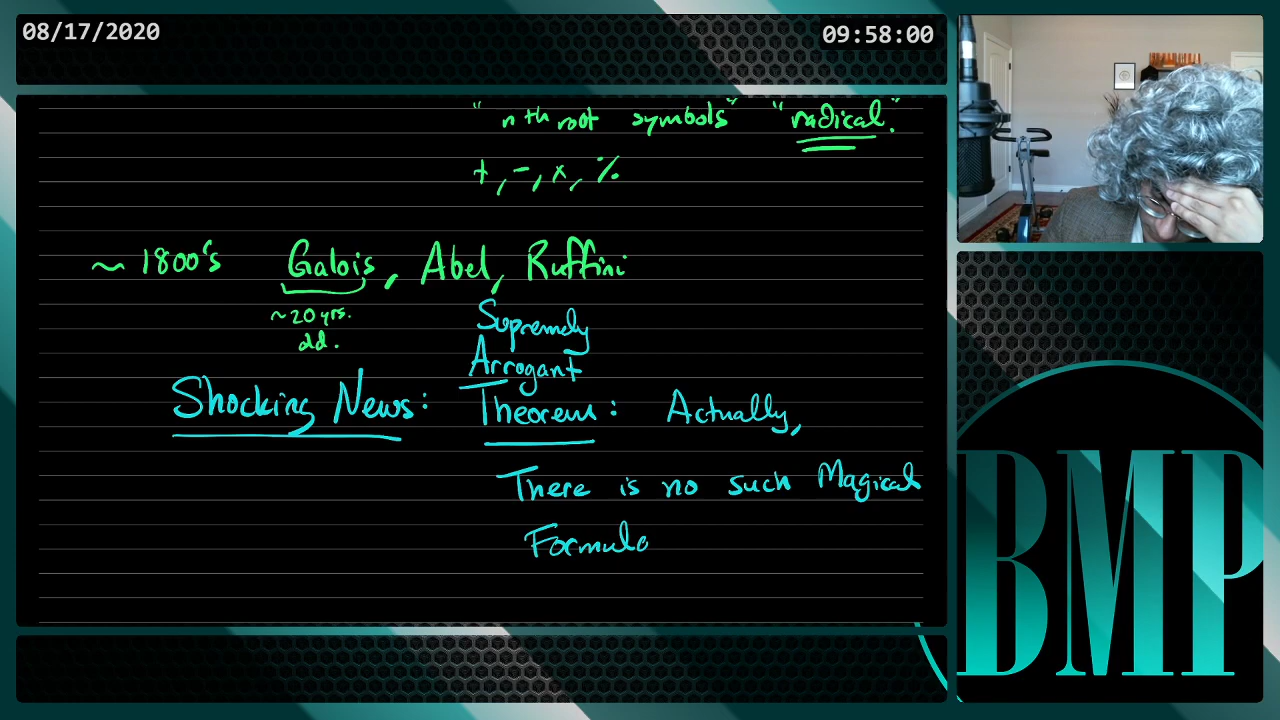 08/17/2020
09:58:00
"nth root symbols" "radical."
+, -, x, %
~ 1800's Galois, Abel, Ruffini
~20 yrs.
old.
Supremely
Arrogant
Shocking News: Theorem: Actually,
There is no such Magical
Formula
BMP